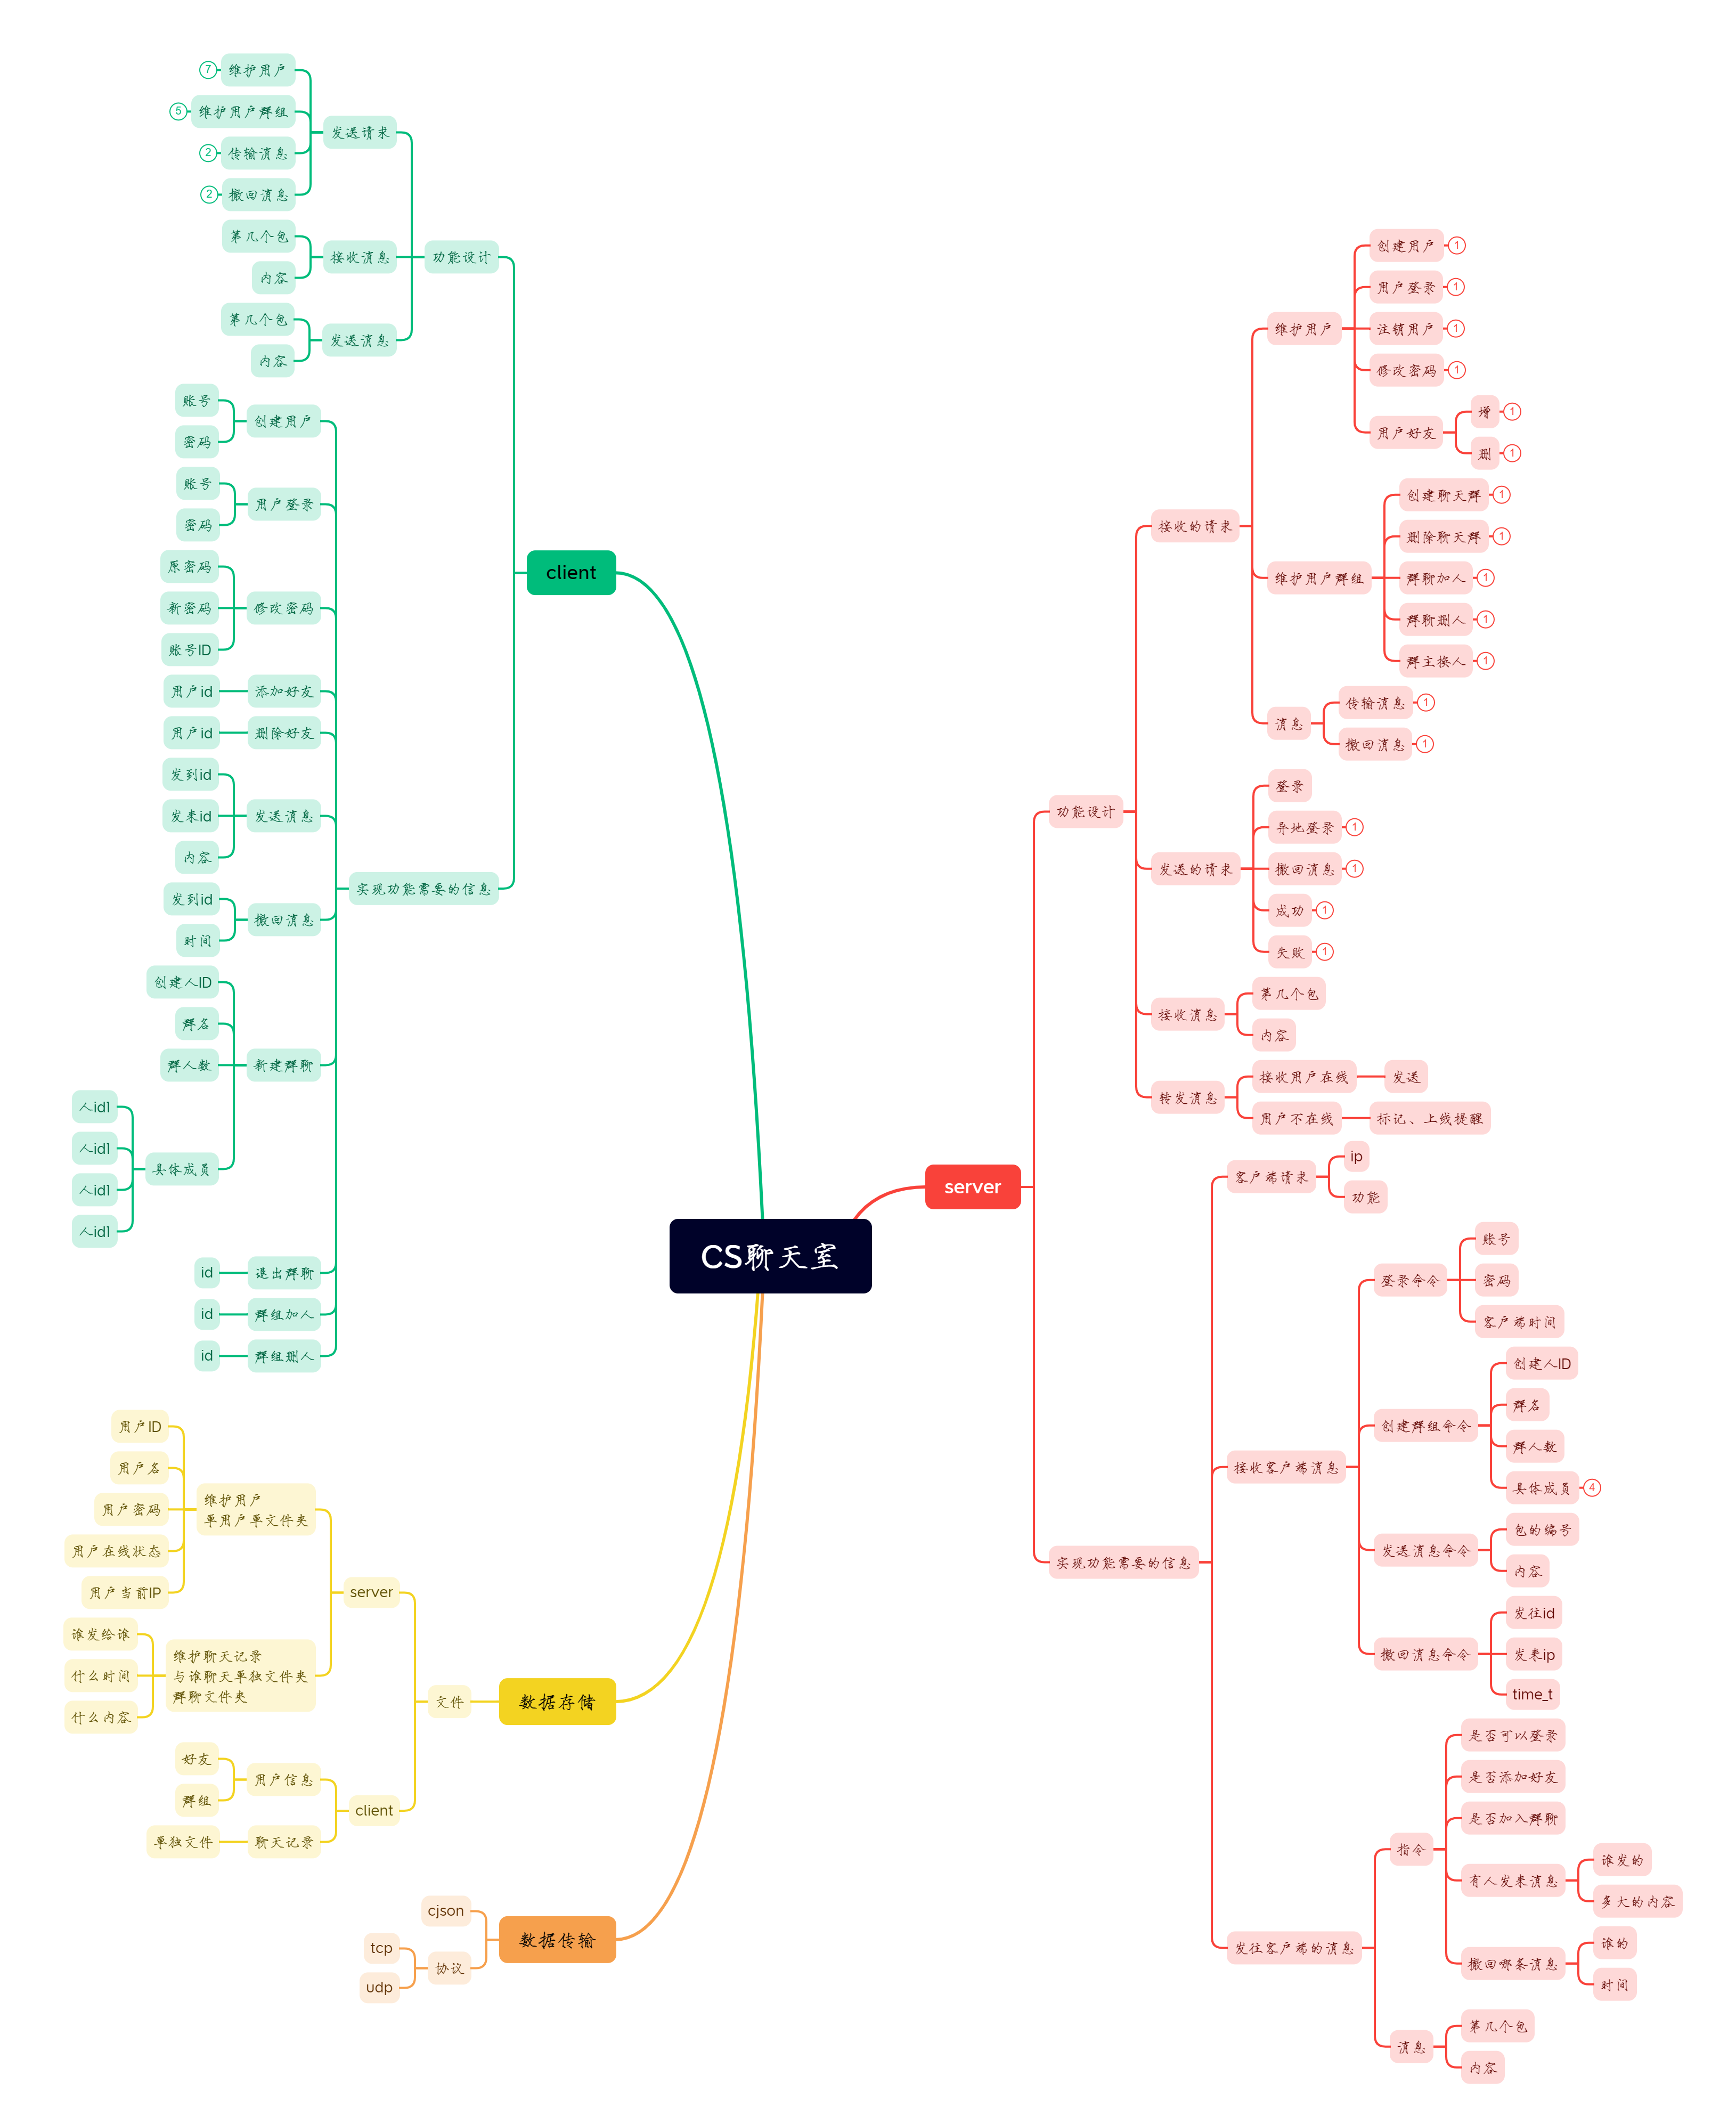 CS聊天室
client
功能设计
发送请求
维护用户
7
维护用户群组
5
传输消息
2
撤回消息
2
接收消息
第几个包
内容
发送消息
第几个包
内容
实现功能需要的信息
创建用户
账号
密码
用户登录
账号
密码
修改密码
原密码
新密码
账号ID
添加好友
用户id
删除好友
用户id
发送消息
发到id
发来id
内容
撤回消息
发到id
时间
新建群聊
创建人ID
群名
群人数
具体成员
人id1
人id1
人id1
人id1
退出群聊
id
群组加人
id
群组删人
id
数据存储
文件
server
维护用户
单用户单文件夹
用户ID
用户名
用户密码
用户在线状态
用户当前IP
维护聊天记录
与谁聊天单独文件夹
群聊文件夹
谁发给谁
什么时间
什么内容
client
用户信息
好友
群组
聊天记录
单独文件
数据传输
cjson
协议
tcp
udp
server
功能设计
接收的请求
维护用户
创建用户
1
用户登录
1
注销用户
1
修改密码
1
用户好友
增
1
删
1
维护用户群组
创建聊天群
1
删除聊天群
1
群聊加人
1
群聊删人
1
群主换人
1
消息
传输消息
1
撤回消息
1
发送的请求
登录
异地登录
1
撤回消息
1
成功
1
失败
1
接收消息
第几个包
内容
转发消息
接收用户在线
发送
用户不在线
标记、上线提醒
实现功能需要的信息
客户端请求
ip
功能
接收客户端消息
登录命令
账号
密码
客户端时间
创建群组命令
创建人ID
群名
群人数
具体成员
4
发送消息命令
包的编号
内容
撤回消息命令
发往id
发来ip
time_t
发往客户端的消息
指令
是否可以登录
是否添加好友
是否加入群聊
有人发来消息
谁发的
多大的内容
撤回哪条消息
谁的
时间
消息
第几个包
内容